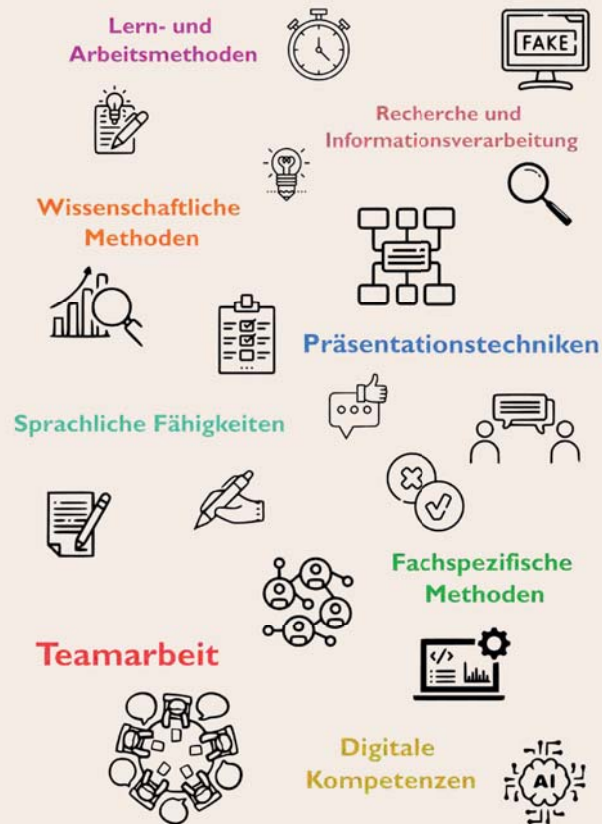 Lern- und
Arbeitsmethoden
FAKE
Recherche und
Informationsverarbeitung
Wissenschaftliche
Methoden
Präsentationstechniken
Sprachliche Fähigkeiten
Fachspezifische
Methoden
</>
Teamarbeit
Digitale
Kompetenzen
AI